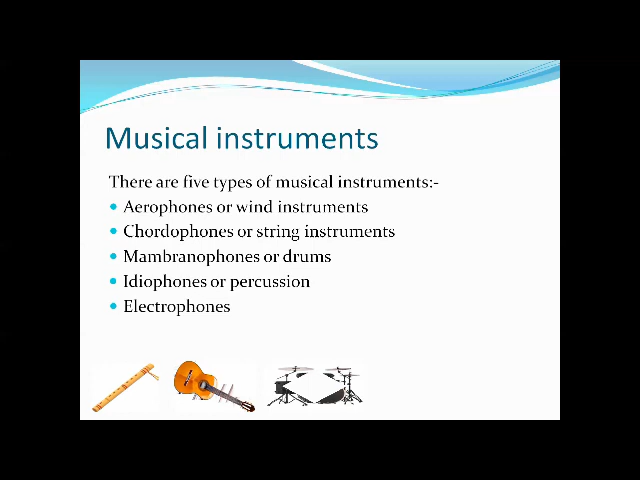 Musical instruments
There are five types of musical instruments:-
• Aerophones or wind instruments
• Chordophones or string instruments
• Mambranophones or drums
• Idiophones or percussion
• Electrophones